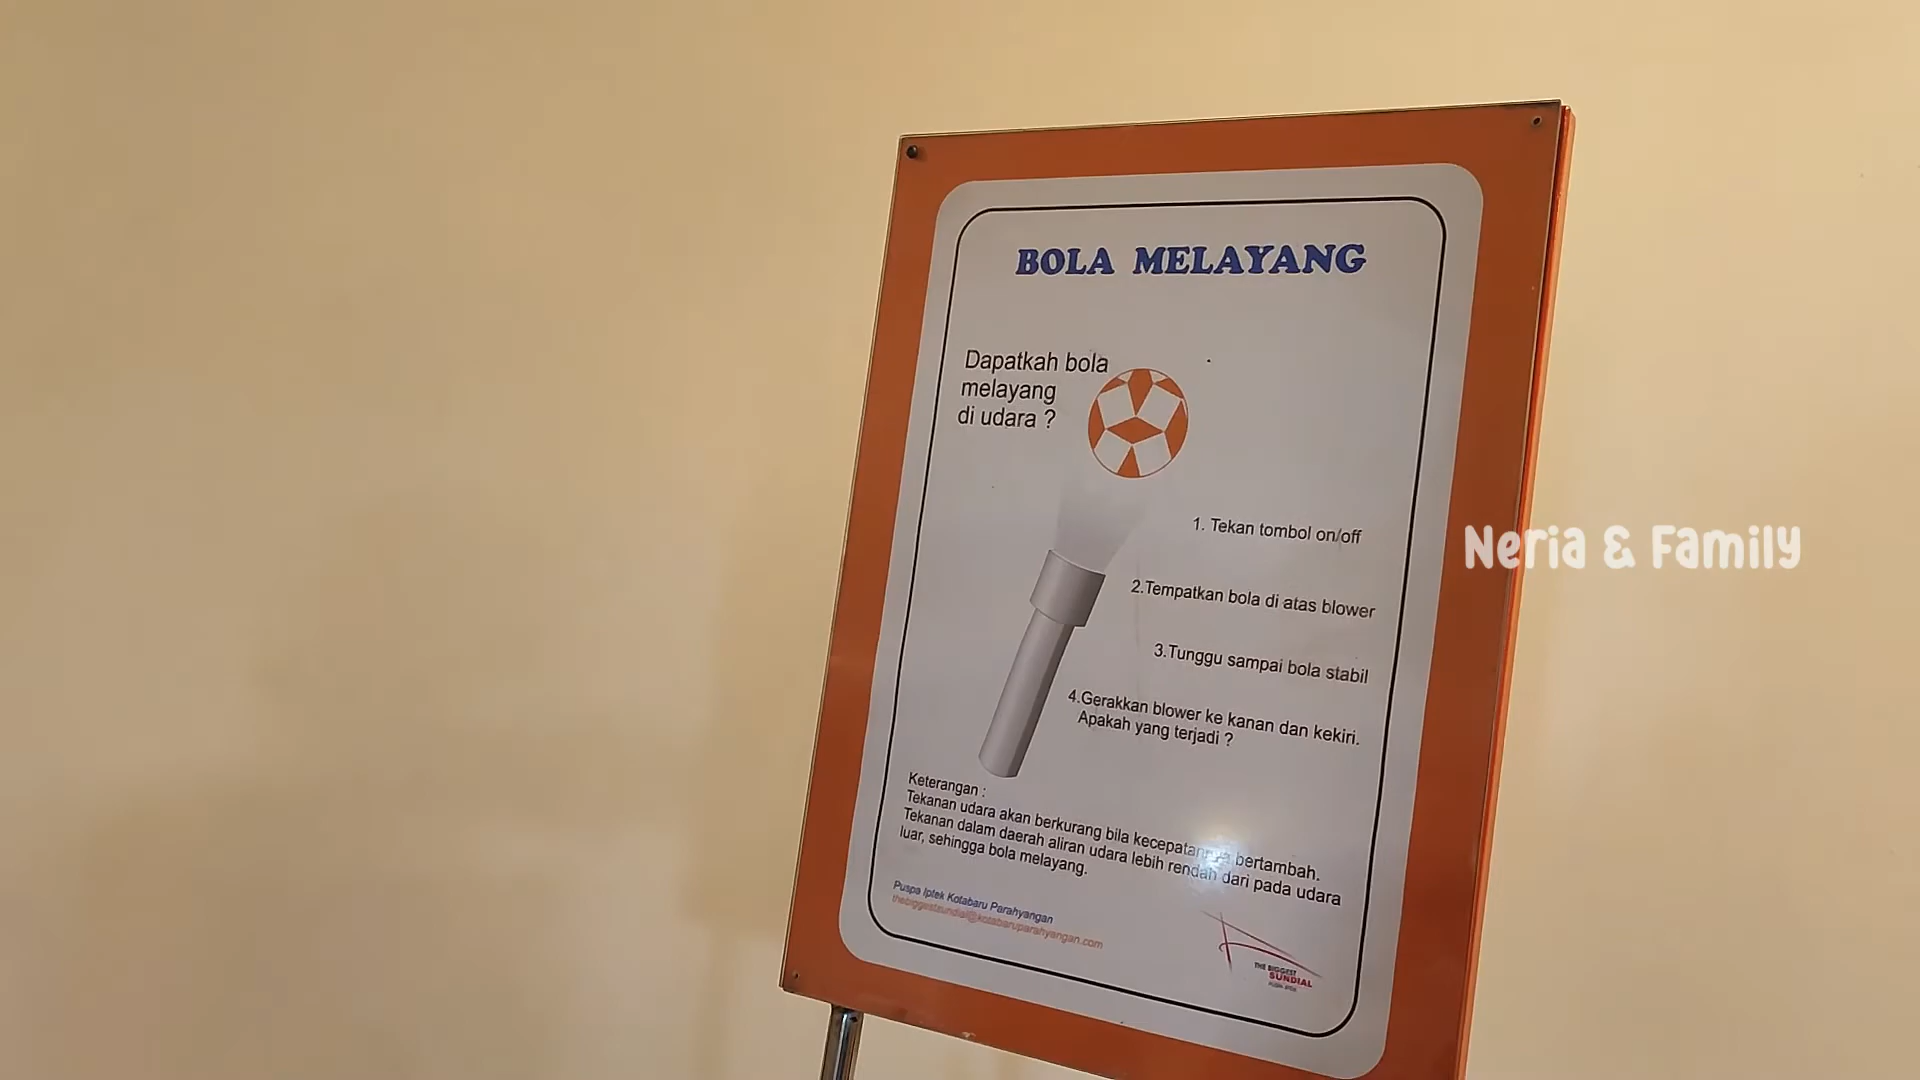 BOLA MELAYANG
Dapatkah bola
melayang
di udara ?
1. Tekan tombol on/off
2.Tempatkan bola di atas blower
3.Tunggu sampai bola stabil
4.Gerakkan blower ke kanan dan kekiri.
Apakah yang terjadi ?
Keterangan :
Tekanan udara akan berkurang bila kecepatannya bertambah.
Tekanan dalam daerah aliran udara lebih rendah dari pada udara
luar, sehingga bola melayang.
Puspa Iptek Kotabaru Parahyangan
thebiggestsundial@kotabaruparahyangan.com
THE BIGGEST
SUNDIAL
Neria & Family